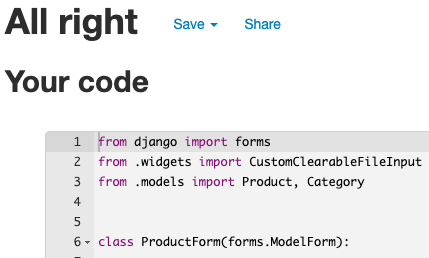 All right
Save Share
Your code
1 from django import forms
2 from .widgets import CustomClearableFileInput
3 from .models import Product, Category
4
5
6 class ProductForm(forms.ModelForm):